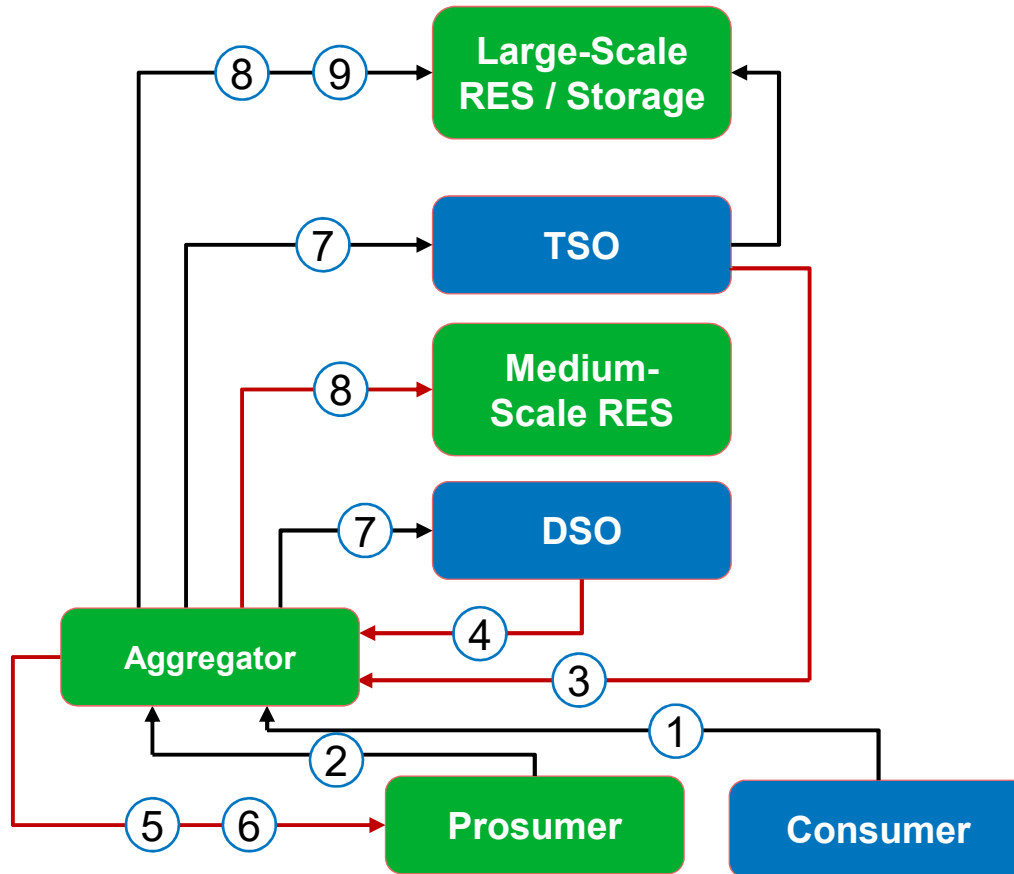 8 9 Large-Scale
RES / Storage
7 TSO
8 Medium-
Scale RES
7 DSO
4
Aggregator
3
1
2
5 6 Prosumer
Consumer